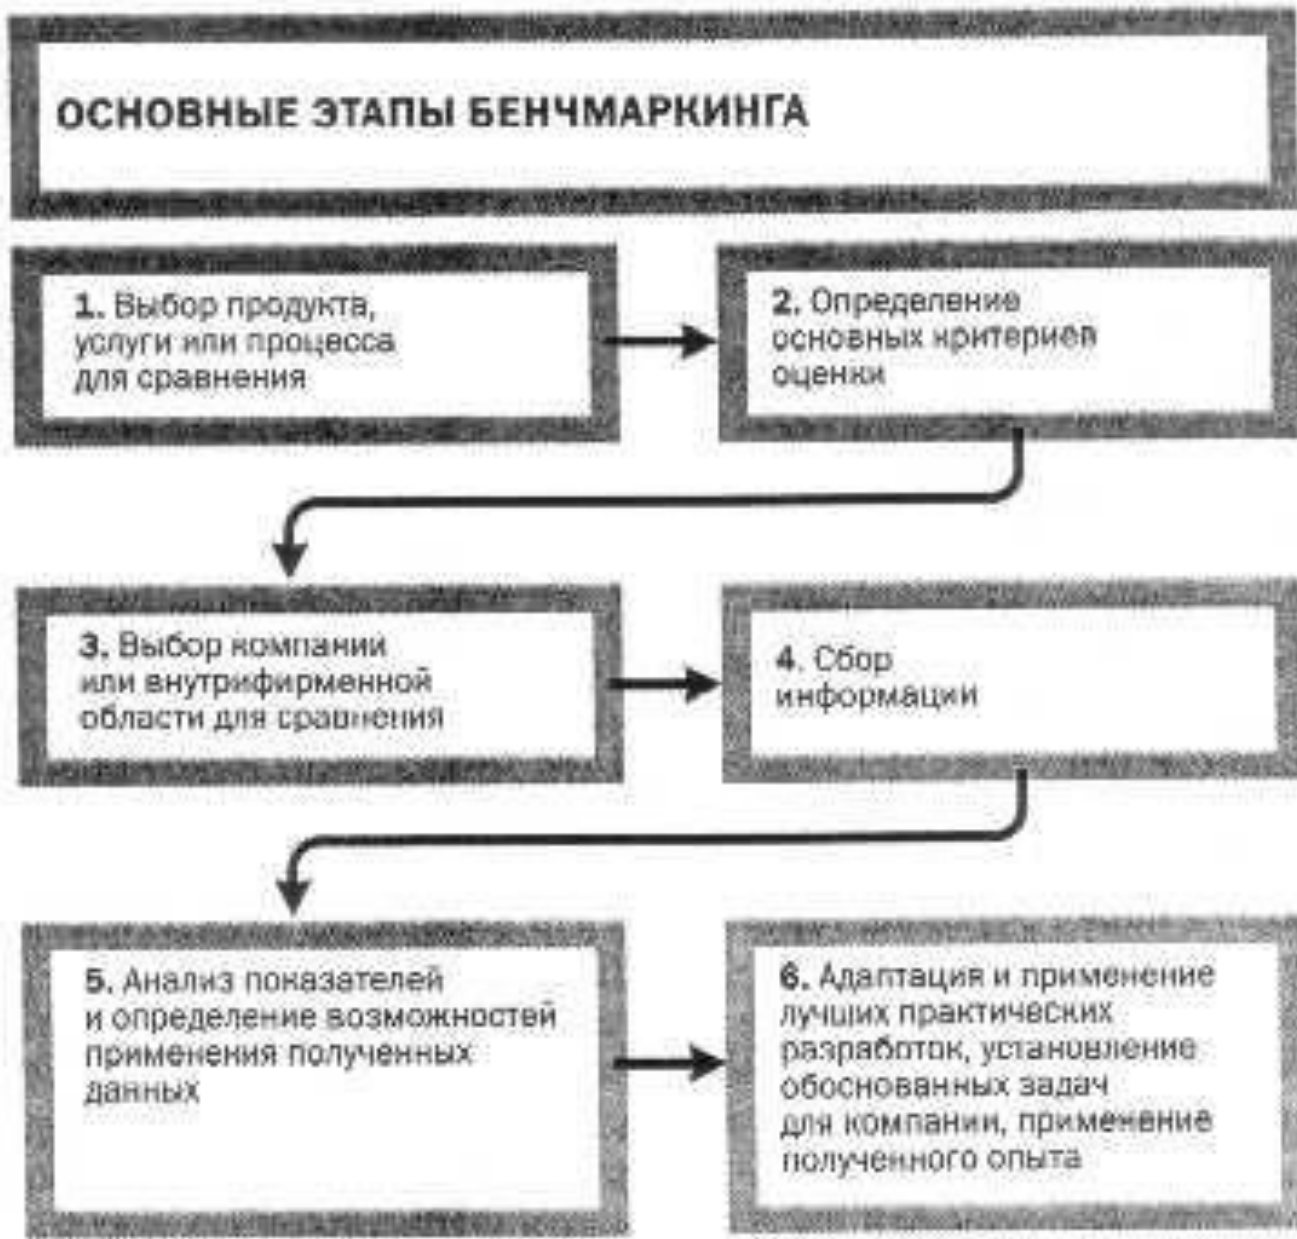 ОСНОВНЫЕ ЭТАПЫ БЕНЧМАРКИНГА
1. Выбор продукта,
услуги или процесса
для сравнения
2. Определение
основных критериев
оценки
3. Выбор компании
или внутрифирменной
области для сравнения
4. Сбор
информации
5. Анализ показателей
и определение возможностей
применения полученных
данных
6. Адаптация и применение
лучших практических
разработок, установление
обоснованных задач
для компании, применение
полученного опыта